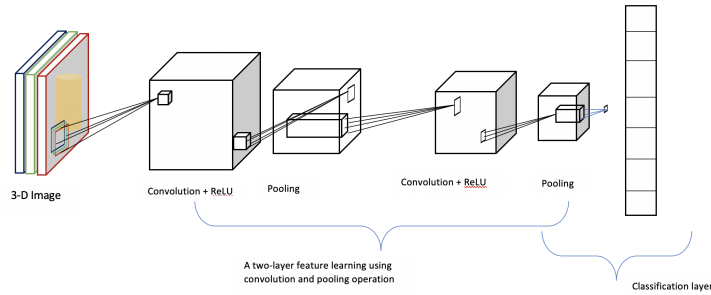 3-D Image
Convolution + ReLU
Pooling
Convolution + ReLU
Pooling
A two-layer feature learning using
convolution and pooling operation
Classification layer